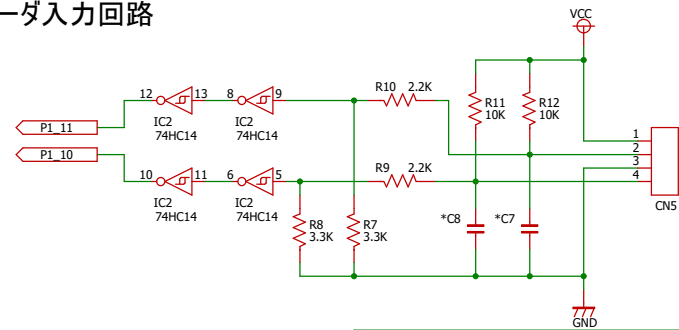 ーダ入力回路
VCC
12 13 8 9 R10 2.2K
R11
10K
R12
10K
P1_11
IC2
74HC14
IC2
74HC14
1
2
3
4
P1_10
10 11 6 5 R9 2.2K
CN5
IC2
74HC14
IC2
74HC14
R8
3.3K
R7
3.3K
*C8
*C7
GND